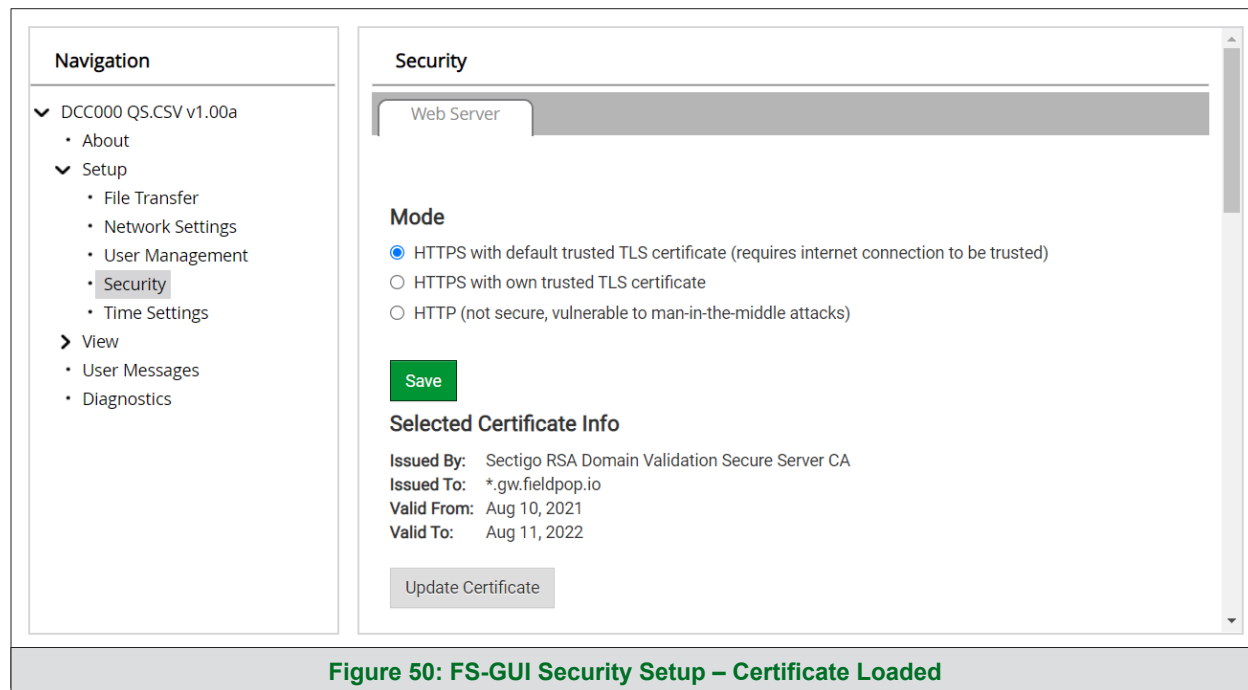 Navigation
DCC000 QS.CSV v1.00a
About
Setup
File Transfer
Network Settings
User Management
Security
Time Settings
View
User Messages
Diagnostics
Security
Web Server
Mode
HTTPS with default trusted TLS certificate (requires internet connection to be trusted)
HTTPS with own trusted TLS certificate
HTTP (not secure, vulnerable to man-in-the-middle attacks)
Save
Selected Certificate Info
Issued By: Sectigo RSA Domain Validation Secure Server CA
Issued To: *.gw.fieldpop.io
Valid From: Aug 10, 2021
Valid To: Aug 11, 2022
Update Certificate
Figure 50: FS-GUI Security Setup – Certificate Loaded